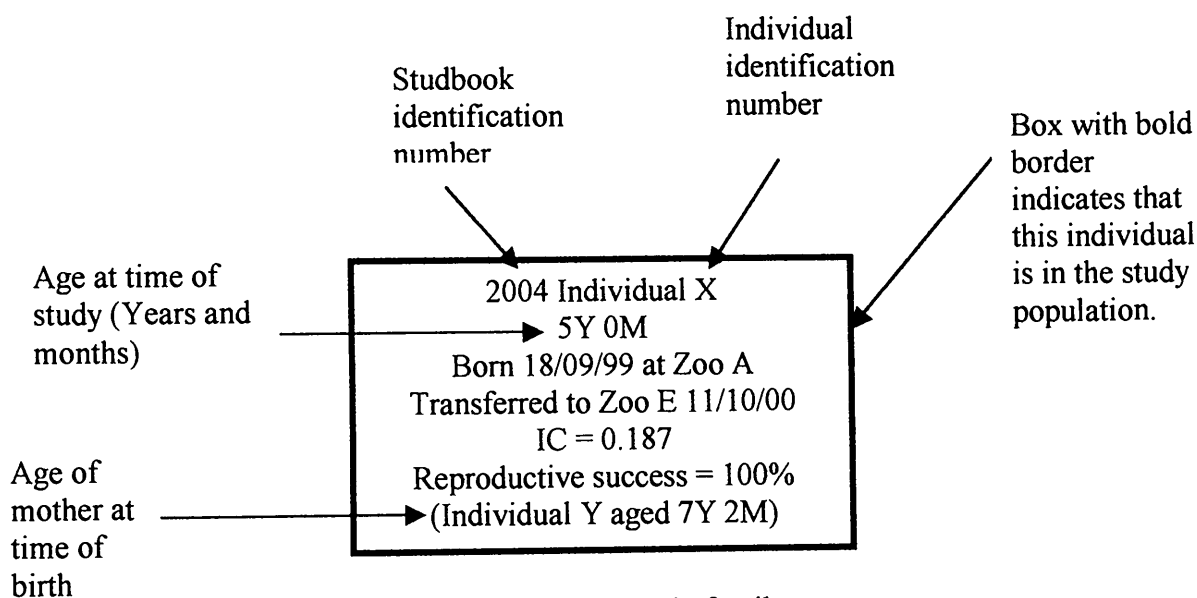 Individual
identification
number
Studbook
identification
number
Box with bold
border
indicates that
this individual
is in the study
population.
Age at time of
study (Years and
months)
2004 Individual X
5Y 0M
Born 18/09/99 at Zoo A
Transferred to Zoo E 11/10/00
IC = 0.187
Reproductive success = 100%
(Individual Y aged 7Y 2M)
Age of
mother at
time of
birth